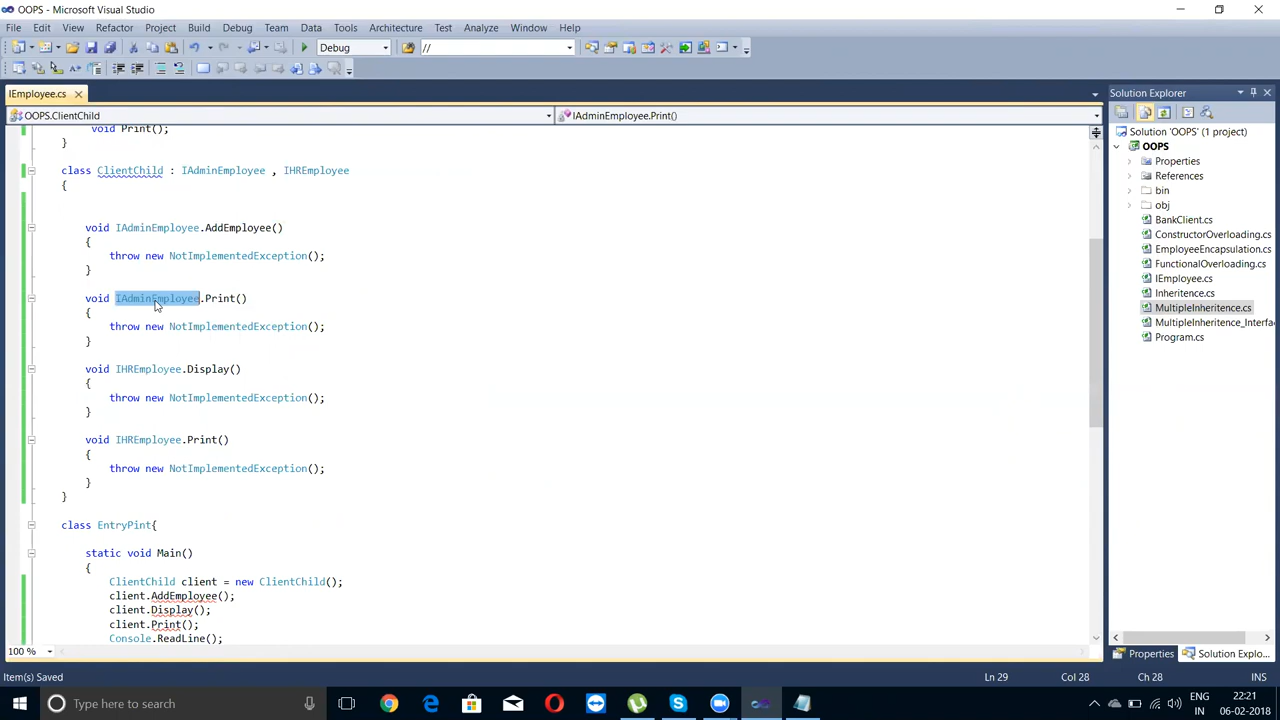 OOPS - Microsoft Visual Studio
File Edit View Refactor Project Build Debug Team Data Tools Architecture Test Analyze Window Help
Debug //
IEmployee.cs
OOPS.ClientChild IAdminEmployee.Print()
void Print();
}
class ClientChild : IAdminEmployee , IHREmployee
{
void IAdminEmployee.AddEmployee()
{
throw new NotImplementedException();
}
void IAdminEmployee.Print()
{
throw new NotImplementedException();
}
void IHREmployee.Display()
{
throw new NotImplementedException();
}
void IHREmployee.Print()
{
throw new NotImplementedException();
}
}
class EntryPint{
static void Main()
{
ClientChild client = new ClientChild();
client.AddEmployee();
client.Display();
client.Print();
Console.ReadLine();
100 %
Solution Explorer
Solution 'OOPS' (1 project)
OOPS
Properties
References
bin
obj
BankClient.cs
ConstructorOverloading.cs
EmployeeEncapsulation.cs
FunctionalOverloading.cs
IEmployee.cs
Inheritence.cs
MultipleInheritence.cs
MultipleInheritence_Interfa
Program.cs
Properties Solution Explo...
Item(s) Saved Ln 29 Col 28 Ch 28 INS
Type here to search
ENG IN
22:21
06-02-2018